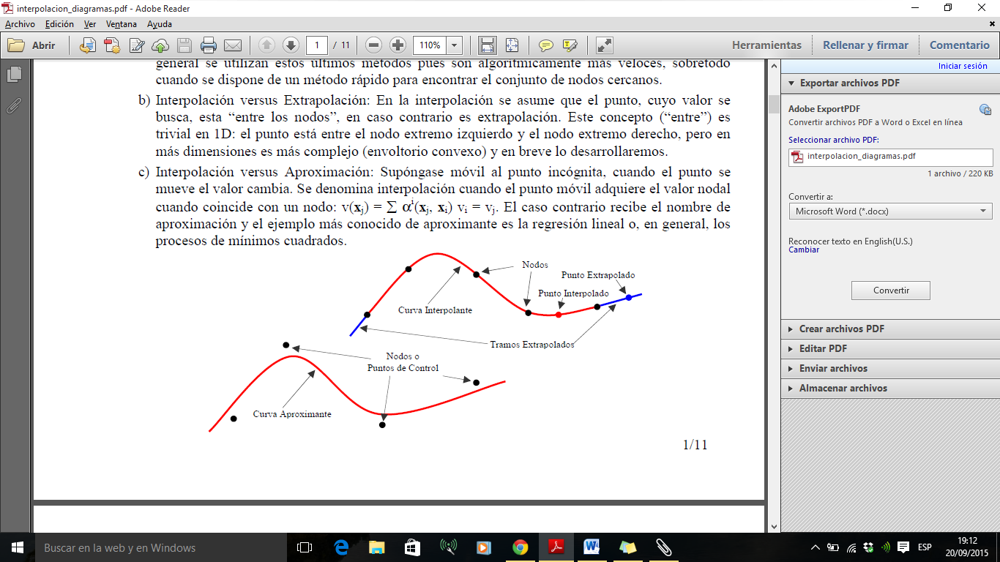 interpolacion_diagramas.pdf - Adobe Reader
Archivo Edición Ver Ventana Ayuda
Abrir 1 / 11 110% Herramientas Rellenar y firmar Comentario
general se utilizan estos últimos métodos pues son algorítmicamente más veloces, sobretodo
cuando se dispone de un método rápido para encontrar el conjunto de nodos cercanos.
b) Interpolación versus Extrapolación: En la interpolación se asume que el punto, cuyo valor se
busca, esta “entre los nodos”, en caso contrario es extrapolación. Este concepto (“entre”) es
trivial en 1D: el punto está entre el nodo extremo izquierdo y el nodo extremo derecho, pero en
más dimensiones es más complejo (envoltorio convexo) y en breve lo desarrollaremos.
c) Interpolación versus Aproximación: Supóngase móvil al punto incógnita, cuando el punto se
mueve el valor cambia. Se denomina interpolación cuando el punto móvil adquiere el valor nodal
cuando coincide con un nodo: v(xⱼ) = ∑ αⁱ(xⱼ, xᵢ) vᵢ = vⱼ. El caso contrario recibe el nombre de
aproximación y el ejemplo más conocido de aproximante es la regresión lineal o, en general, los
procesos de mínimos cuadrados.
Nodos
Punto Extrapolado
Punto Interpolado
Curva Interpolante
Tramos Extrapolados
Nodos o
Puntos de Control
Curva Aproximante
1/11
Iniciar sesión
Exportar archivos PDF
Adobe ExportPDF
Convertir archivos PDF a Word o Excel en línea
Seleccionar archivo PDF:
interpolacion_diagramas.pdf
1 archivo / 220 KB
Convertir a:
Microsoft Word (*.docx)
Reconocer texto en English(U.S.)
Cambiar
Convertir
Crear archivos PDF
Editar PDF
Enviar archivos
Almacenar archivos
Buscar en la web y en Windows
ESP
19:12
20/09/2015